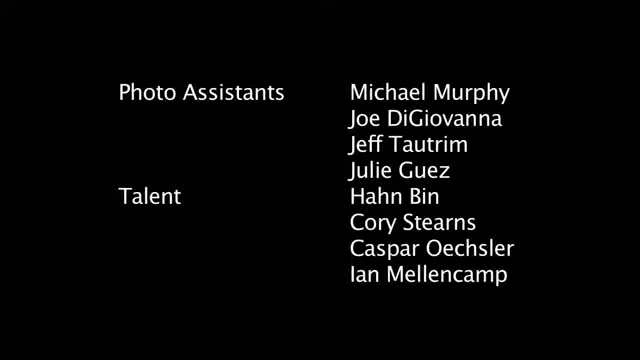 Photo Assistants Michael Murphy
Joe DiGiovanna
Jeff Tautrim
Julie Guez
Talent Hahn Bin
Cory Stearns
Caspar Oechsler
Ian Mellencamp